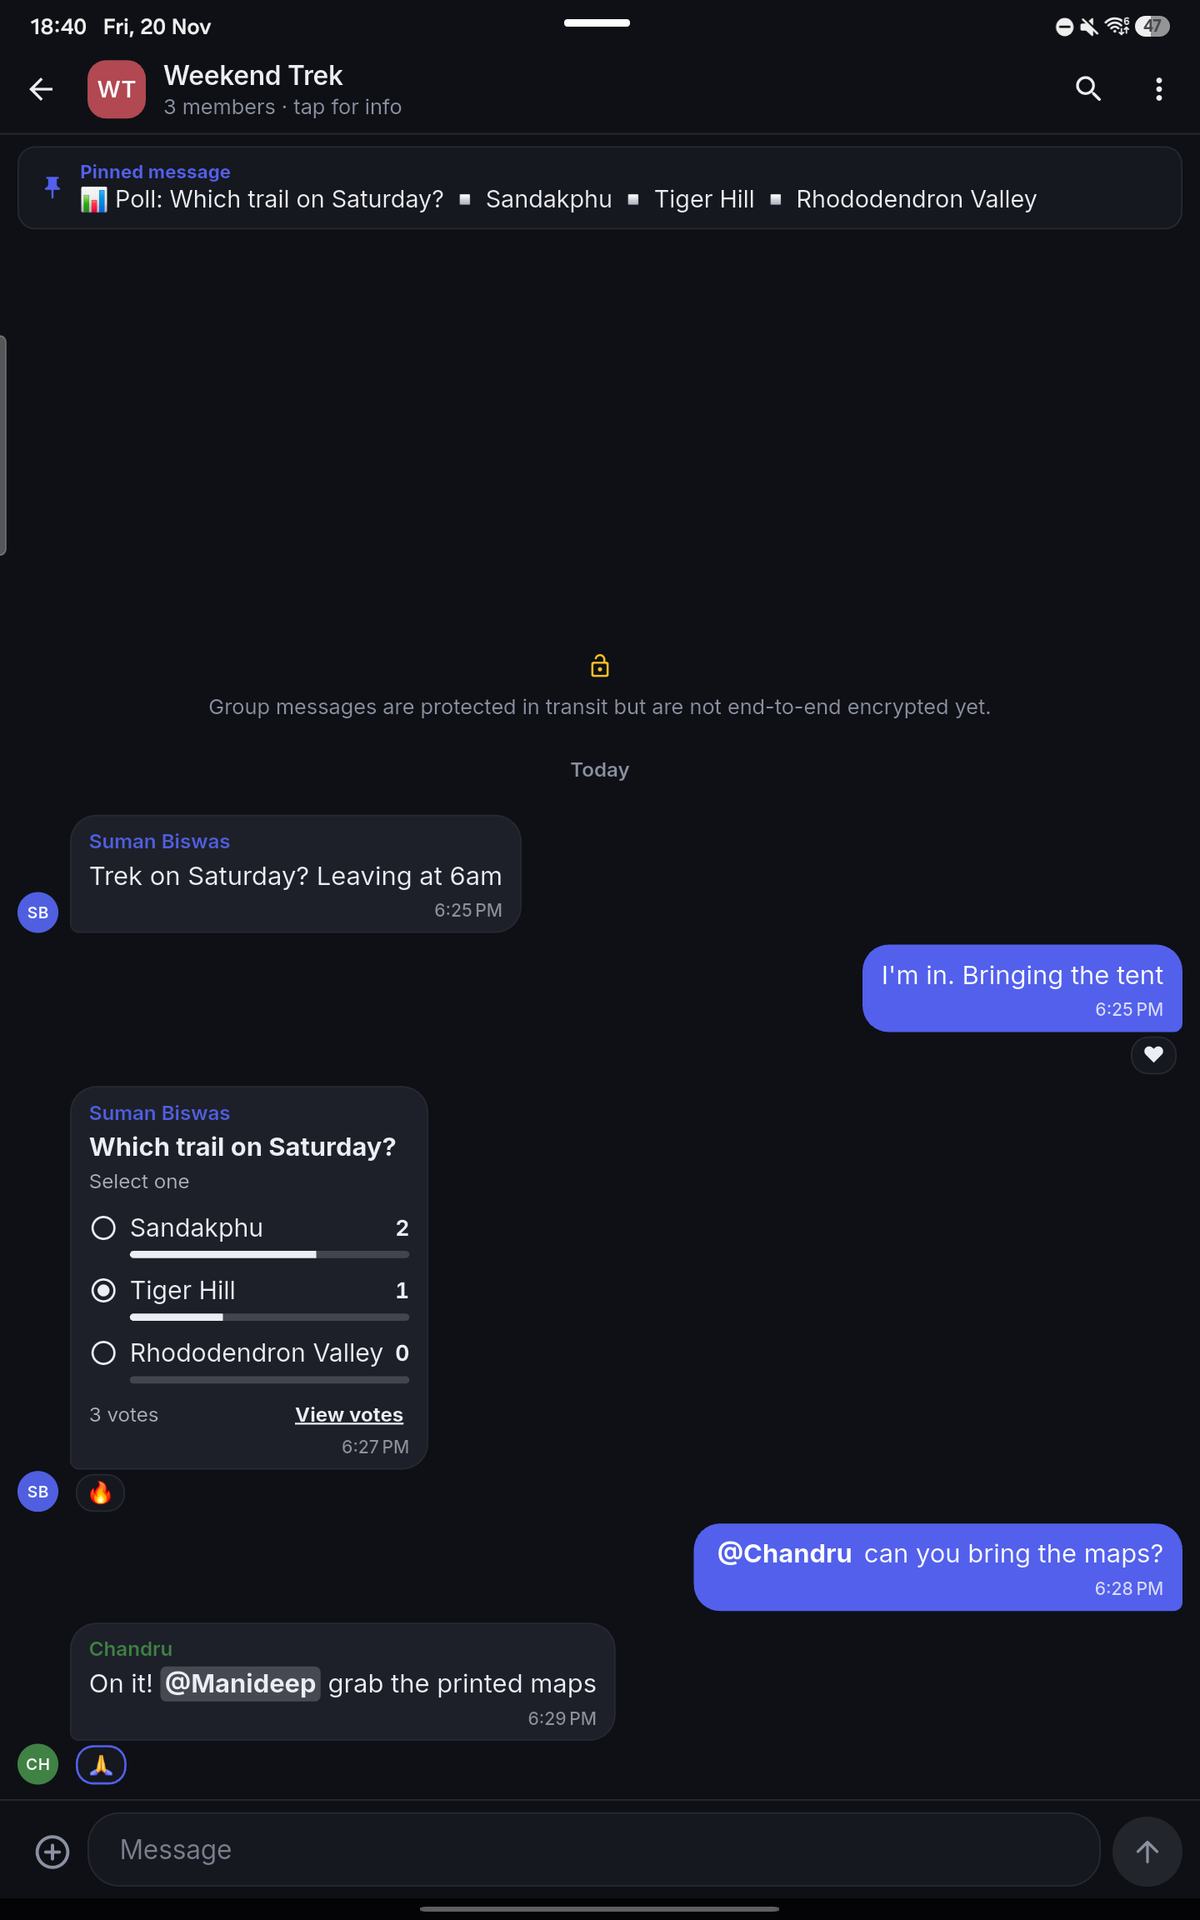 18:40 Fri, 20 Nov
47
WT
Weekend Trek
3 members · tap for info
Pinned message
📊 Poll: Which trail on Saturday? ▫️ Sandakphu ▫️ Tiger Hill ▫️ Rhododendron Valley
Group messages are protected in transit but are not end-to-end encrypted yet.
Today
Suman Biswas
Trek on Saturday? Leaving at 6am
6:25 PM
SB
I'm in. Bringing the tent
6:25 PM
Suman Biswas
Which trail on Saturday?
Select one
Sandakphu 2
Tiger Hill 1
Rhododendron Valley 0
3 votes View votes
6:27 PM
SB
@Chandru can you bring the maps?
6:28 PM
Chandru
On it! @Manideep grab the printed maps
6:29 PM
CH
Message